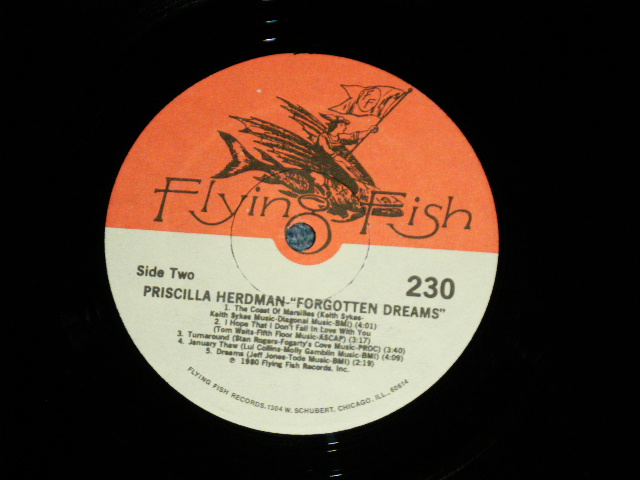 FF
Flying Fish
Side Two
230
PRISCILLA HERDMAN-"FORGOTTEN DREAMS"
1. The Coast Of Marsilles (Keith Sykes-
Keith Sykes Music-Diagonal Music-BMI) (4:01)
2. I Hope That I Don't Fall In Love With You
(Tom Waits-Fifth Floor Music-ASCAP) (3:17)
3. Turnaround (Stan Rogers-Fogarty's Cove Music-PROC) (3:40)
4. January Thaw (Lui Collins-Molly Gamblin Music-BMI) (4:09)
5. Dreams (Jeff Jones-Tode Music-BMI) (2:19)
℗ 1980 Flying Fish Records, Inc.
FLYING FISH RECORDS, 1304 W. SCHUBERT, CHICAGO, ILL., 60614